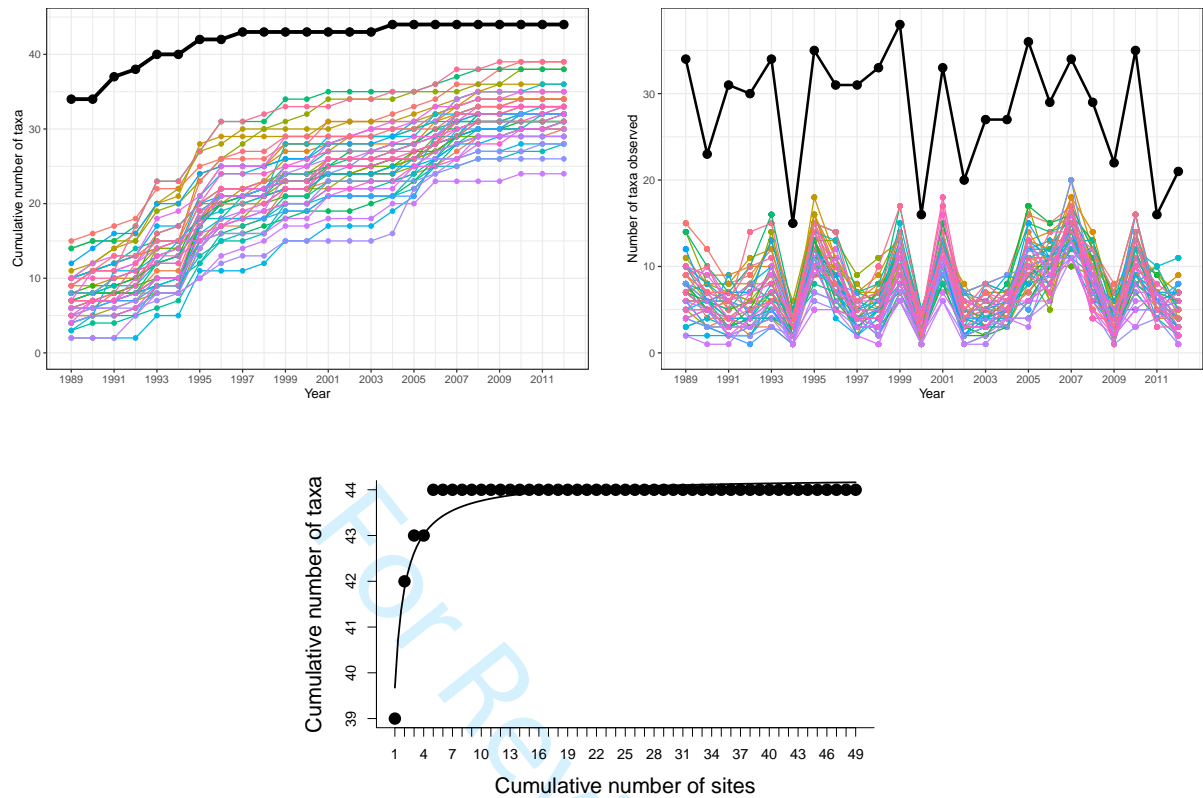 Cumulative number of taxa
40
30
20
10
0
1989 1991 1993 1995 1997 1999 2001 2003 2005 2007 2009 2011
Year
Number of taxa observed
30
20
10
0
1989 1991 1993 1995 1997 1999 2001 2003 2005 2007 2009 2011
Year
Cumulative number of taxa
44
43
42
41
40
39
1 4 7 10 13 16 19 22 25 28 31 34 37 40 43 46 49
Cumulative number of sites
For Re